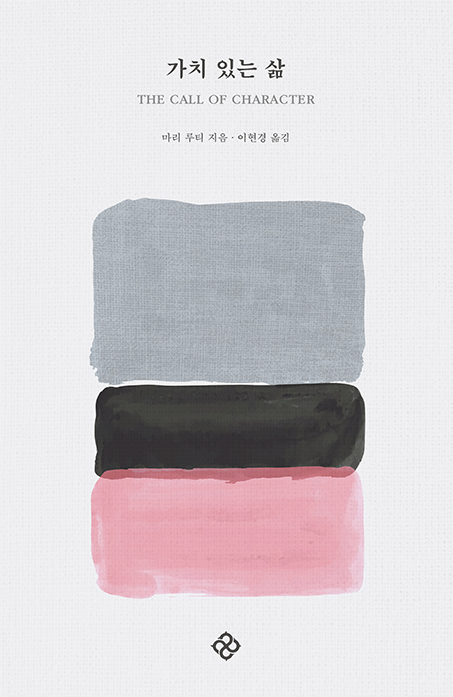 가치 있는 삶
THE CALL OF CHARACTER
마리 루티 지음 · 이현경 옮김